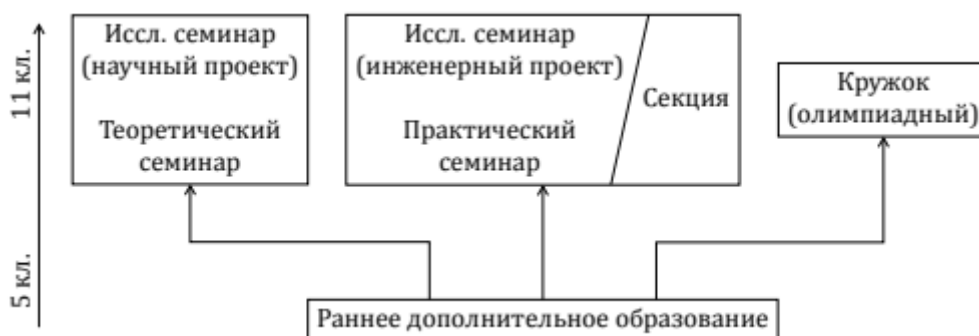 11 кл.
5 кл.
Иссл. семинар
(научный проект)
Теоретический
семинар
Иссл. семинар
(инженерный проект)
Практический
семинар
Секция
Кружок
(олимпиадный)
Раннее дополнительное образование